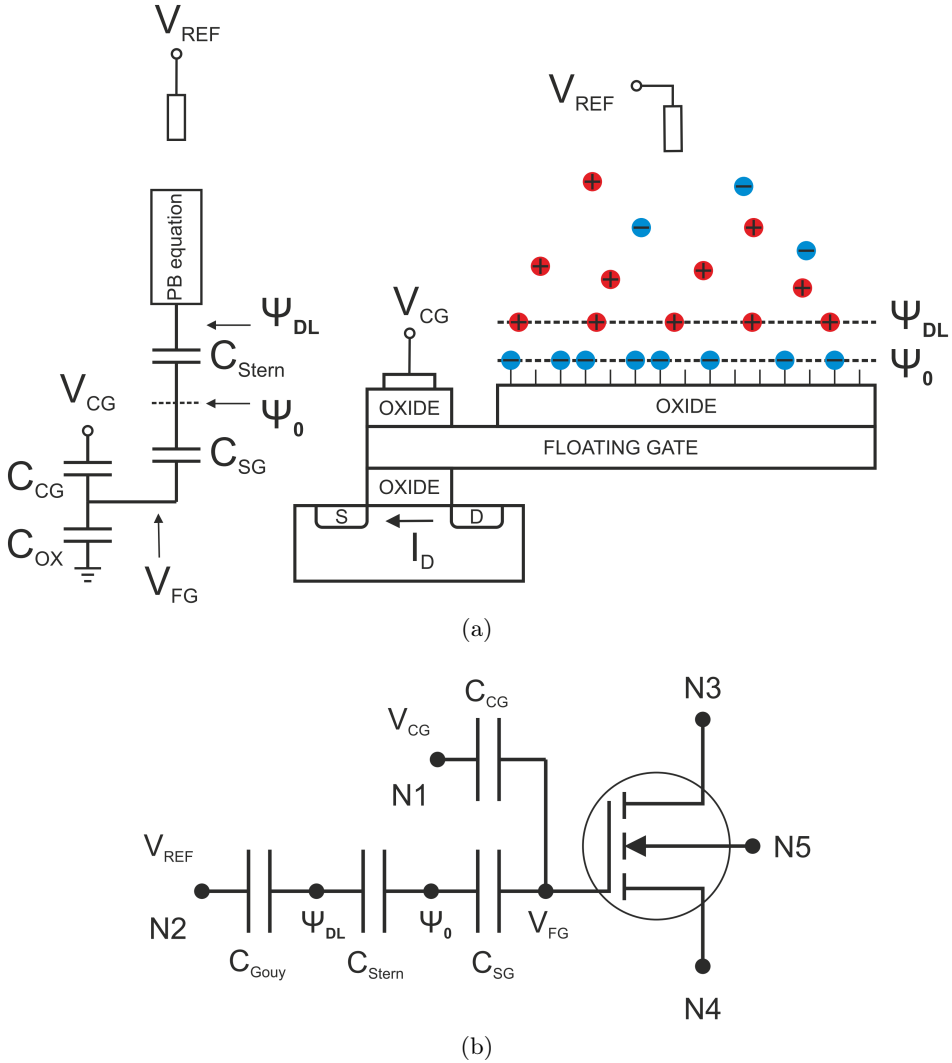 V_REF
PB equation
Ψ_DL
C_Stern
V_CG
Ψ_0
C_CG
C_SG
C_OX
V_FG
V_REF
+
−
−
+
−
+
+
+
+
V_CG
+ + + + +
Ψ_DL
− − − − − − − −
Ψ_0
OXIDE
OXIDE
FLOATING GATE
OXIDE
S
D
I_D
(a)
C_CG
N3
V_CG
N1
V_REF
N5
N2
Ψ_DL
Ψ_0
V_FG
C_Gouy
C_Stern
C_SG
N4
(b)